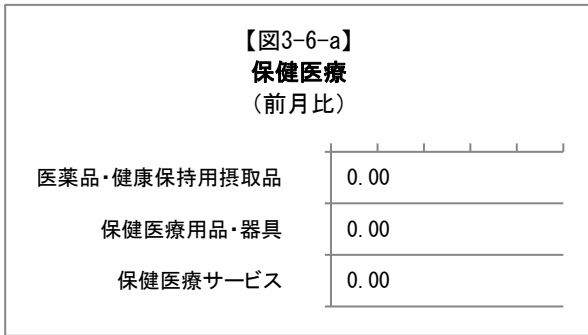 【図3-6-a】
保健医療
（前月比）
医薬品・健康保持用摂取品 0.00
保健医療用品・器具 0.00
保健医療サービス 0.00